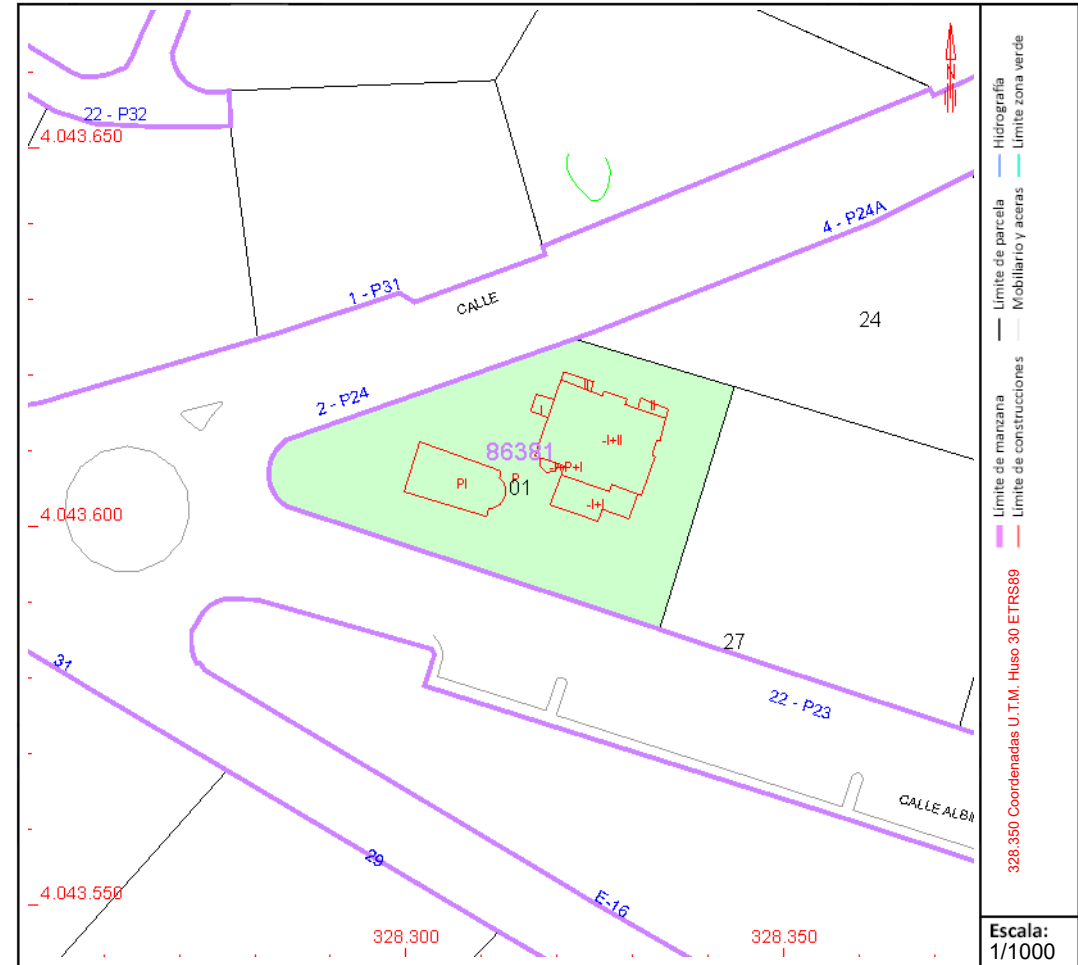 22 - P32
4.043.650
4 - P24A
1 - P31
CALLE
24
2 - P24
II
I
II
-I+II
86381
-I+P+I
PI
P
01
-I+I
4.043.600
27
31
22 - P23
CALLE ALBI
29
4.043.550
E-16
328.300
328.350
N
Hidrografía
Límite zona verde
Límite de parcela
Mobiliario y aceras
Límite de manzana
Límite de construcciones
328.350 Coordenadas U.T.M. Huso 30 ETRS89
Escala:
1/1000